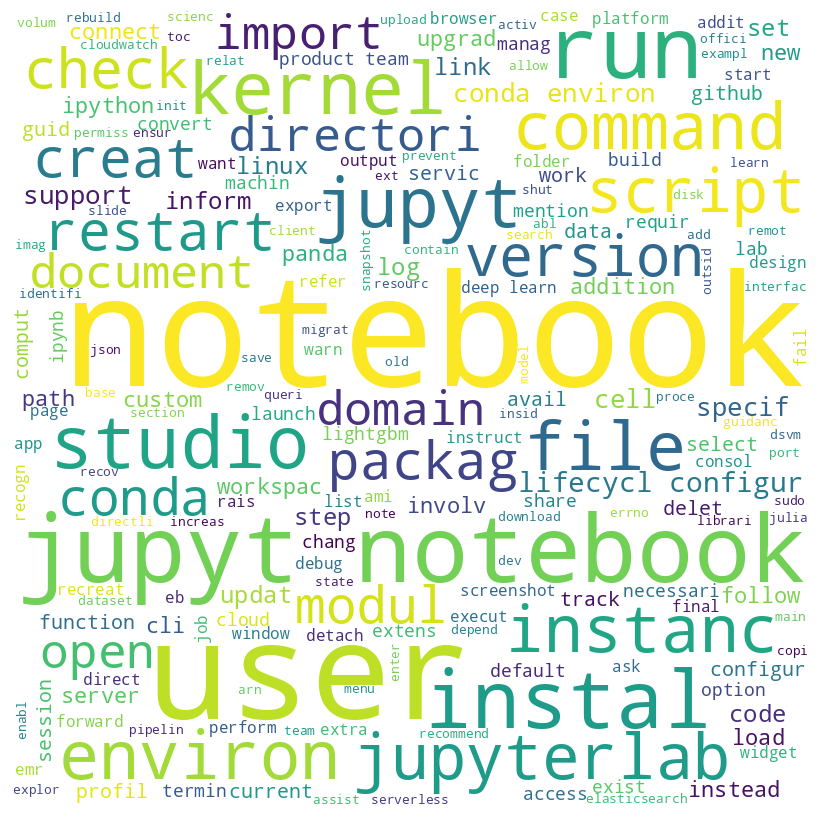 volum rebuild scienc import upload browser activ case platform addit set
connect toc cloudwatch relat product team upgrad manag run offici new
check kernel link allow exampl start
ipython init conda environ github
guid permiss ensur convert directori output prevent command
creat want linux servic folder build learn
support machin ext work shut script disk
slide inform export jupyt mention requir
imag restart client panda snapshot contain search abl data add remot lab
document refer log resourc version outsid design
identifi deep learn addition interfac
notebook
comput ipynb json migrat warn save old model fail
path base remov queri domain insid avail cell proce specif
page custom section launch lightgbm instruct guidanc
app studio packag file select dsvm
recogn recov workspac consol port
conda rais list ami involv lifecycl configur
directli increas note step share delet errno sudo
jupyt chang download librari julia
debug dev notebook
recreat state screenshot necessari
dataset eb updat modul track follow
function cli cloud job execut final main
window detach extens depend instanc copi
open direct user enter default ask configur
session server arn menu instal option
enabl forward perform extra code
pipelin team recommend load
emr environ jupyterlab widget
explor profil termin current access exist instead
assist serverless elasticsearch